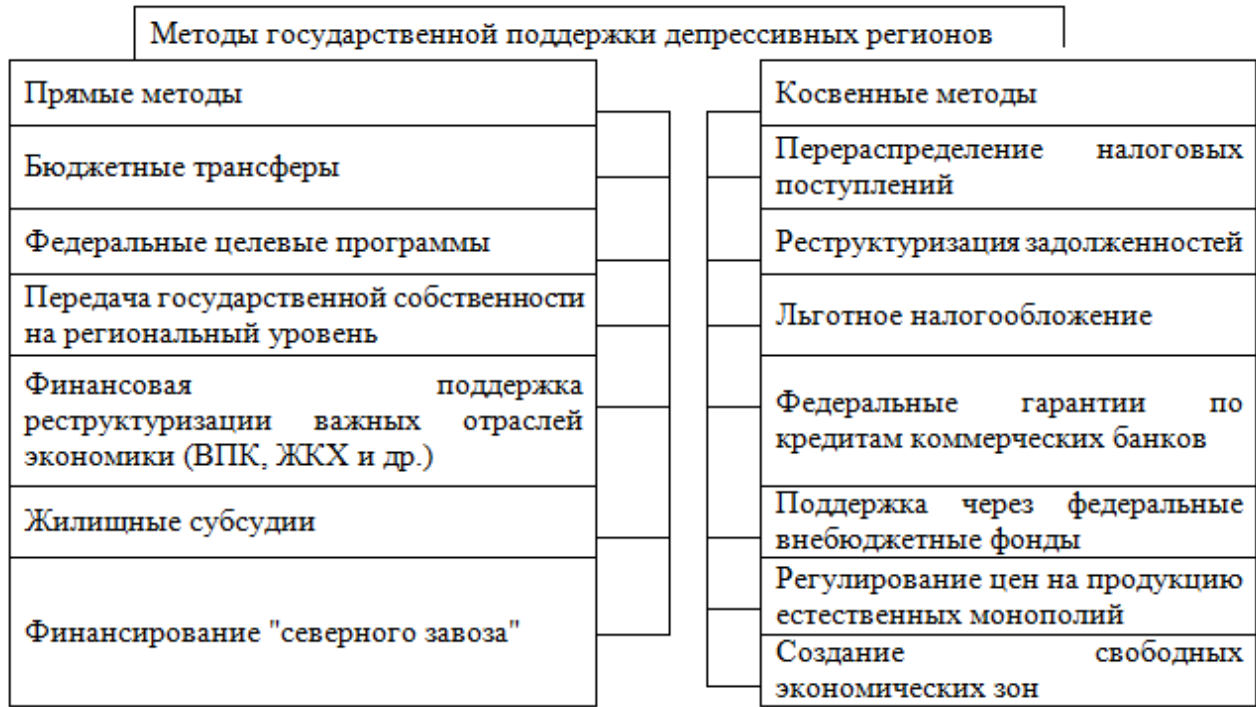 Методы государственной поддержки депрессивных регионов
Прямые методы
Бюджетные трансферы
Федеральные целевые программы
Передача государственной собственности
на региональный уровень
Финансовая поддержка
реструктуризации важных отраслей
экономики (ВПК, ЖКХ и др.)
Жилищные субсудии
Финансирование "северного завоза"
Косвенные методы
Перераспределение налоговых
поступлений
Реструктуризация задолженностей
Льготное налогообложение
Федеральные гарантии по
кредитам коммерческих банков
Поддержка через федеральные
внебюджетные фонды
Регулирование цен на продукцию
естественных монополий
Создание свободных
экономических зон